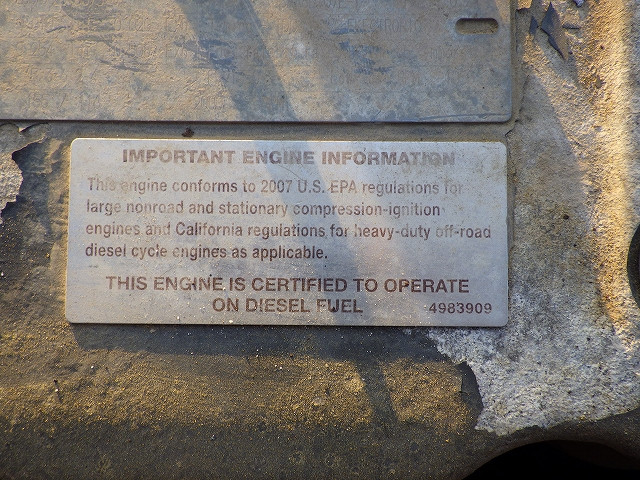 IMPORTANT ENGINE INFORMATION
This engine conforms to 2007 U.S. EPA regulations for
large nonroad and stationary compression-ignition
engines and California regulations for heavy-duty off-road
diesel cycle engines as applicable.
THIS ENGINE IS CERTIFIED TO OPERATE
ON DIESEL FUEL 4983909